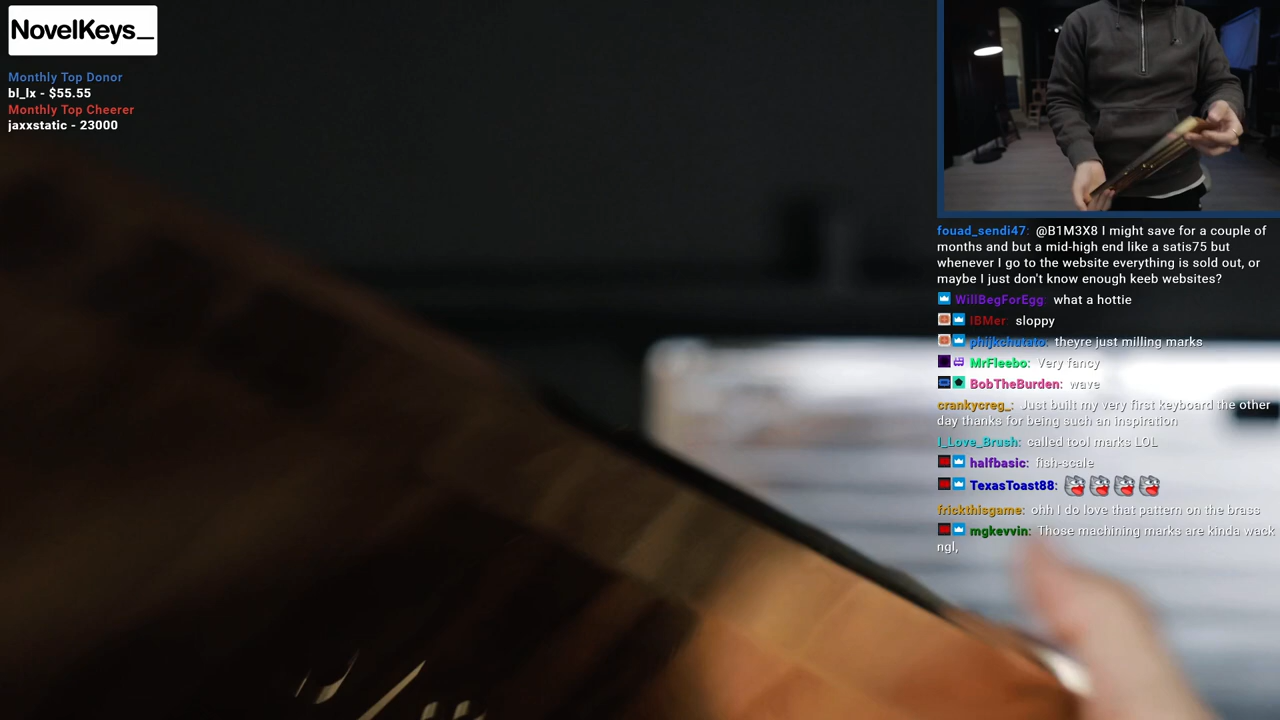 NovelKeys_
Monthly Top Donor
bl_lx - $55.55
Monthly Top Cheerer
jaxxstatic - 23000
fouad_sendi47: @B1M3X8 I might save for a couple of
months and but a mid-high end like a satis75 but
whenever I go to the website everything is sold out, or
maybe I just don't know enough keeb websites?
WillBegForEgg: what a hottie
IBMer: sloppy
phijkchutato: theyre just milling marks
MrFleebo: Very fancy
BobTheBurden: wave
crankycreg_: Just built my very first keyboard the other
day thanks for being such an inspiration
I_Love_Brush: called tool marks LOL
halfbasic: fish-scale
TexasToast88:
frickthisgame: ohh I do love that pattern on the brass
mgkevvin: Those machining marks are kinda wack
ngl,